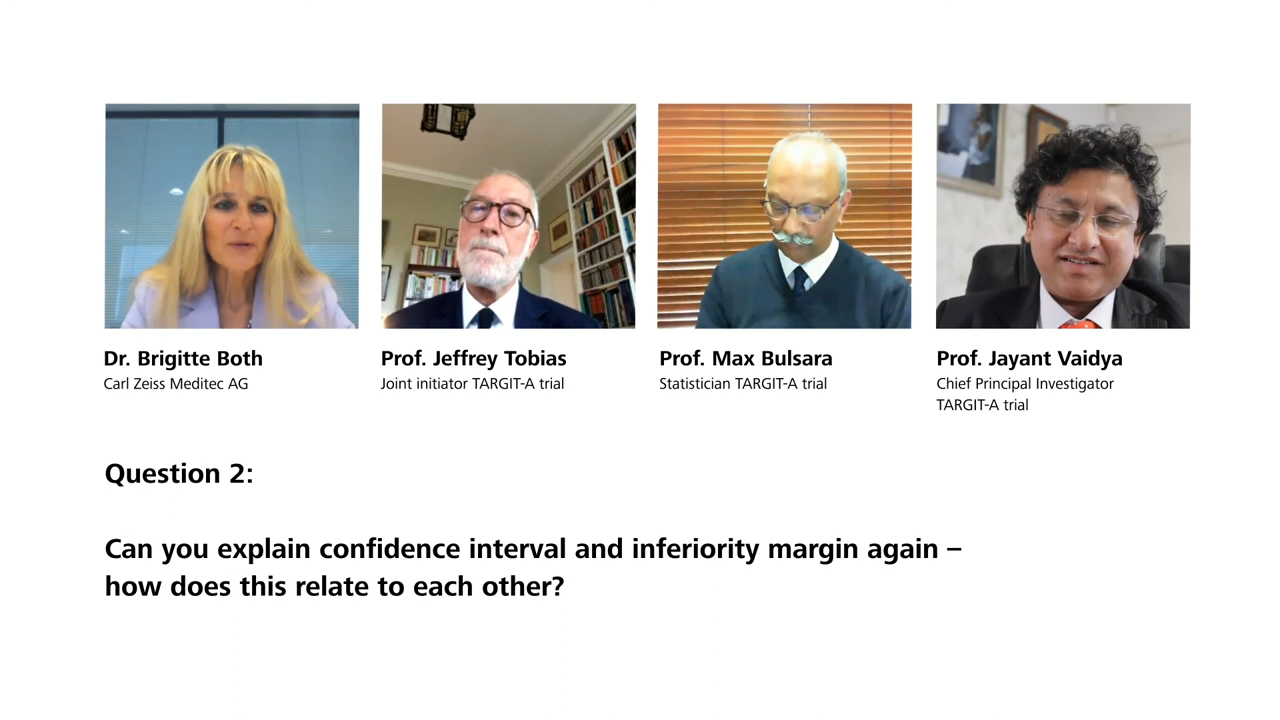 Dr. Brigitte Both
Carl Zeiss Meditec AG
Prof. Jeffrey Tobias
Joint initiator TARGIT-A trial
Prof. Max Bulsara
Statistician TARGIT-A trial
Prof. Jayant Vaidya
Chief Principal Investigator
TARGIT-A trial
Question 2:
Can you explain confidence interval and inferiority margin again –
how does this relate to each other?